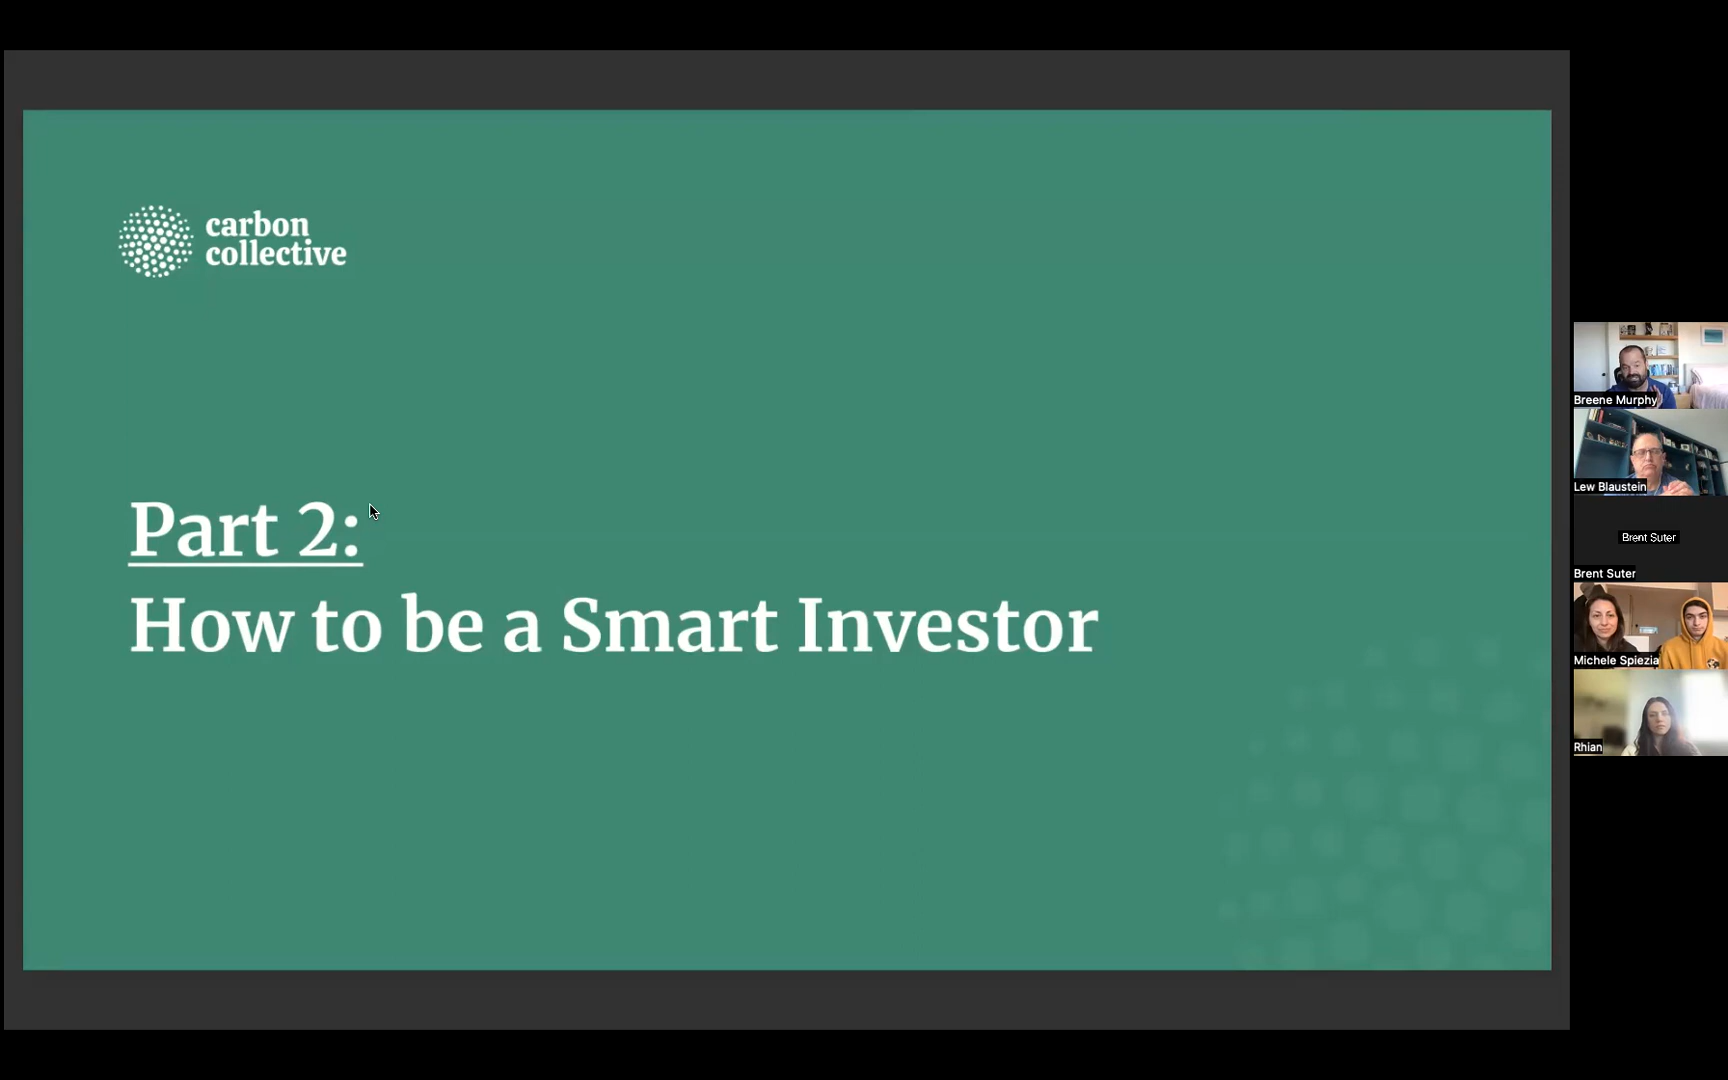 carbon
collective
Part 2:
How to be a Smart Investor
Breene Murphy
Lew Blaustein
Brent Suter
Brent Suter
Michele Spiezia
Rhian